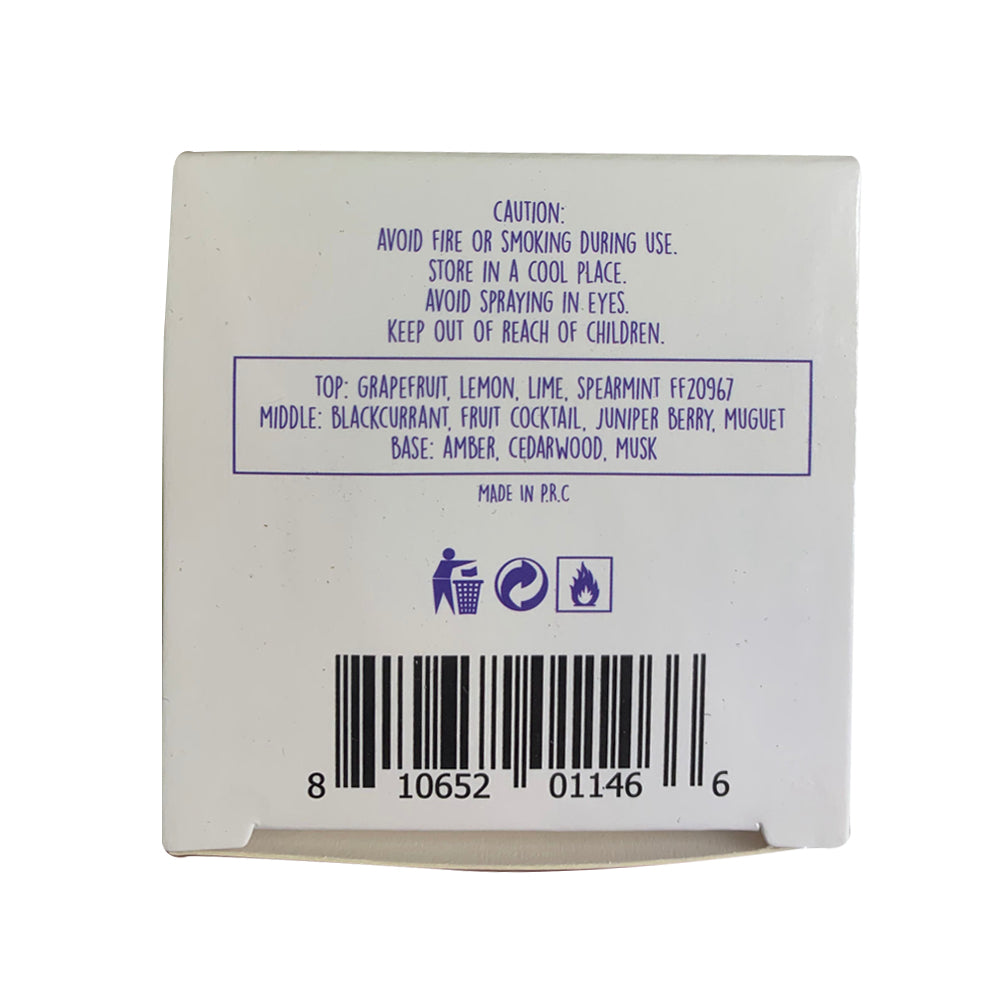 CAUTION:
AVOID FIRE OR SMOKING DURING USE.
STORE IN A COOL PLACE.
AVOID SPRAYING IN EYES.
KEEP OUT OF REACH OF CHILDREN.
TOP: GRAPEFRUIT, LEMON, LIME, SPEARMINT FF20967
MIDDLE: BLACKCURRANT, FRUIT COCKTAIL, JUNIPER BERRY, MUGUET
BASE: AMBER, CEDARWOOD, MUSK
MADE IN P.R.C
8 10652 01146 6